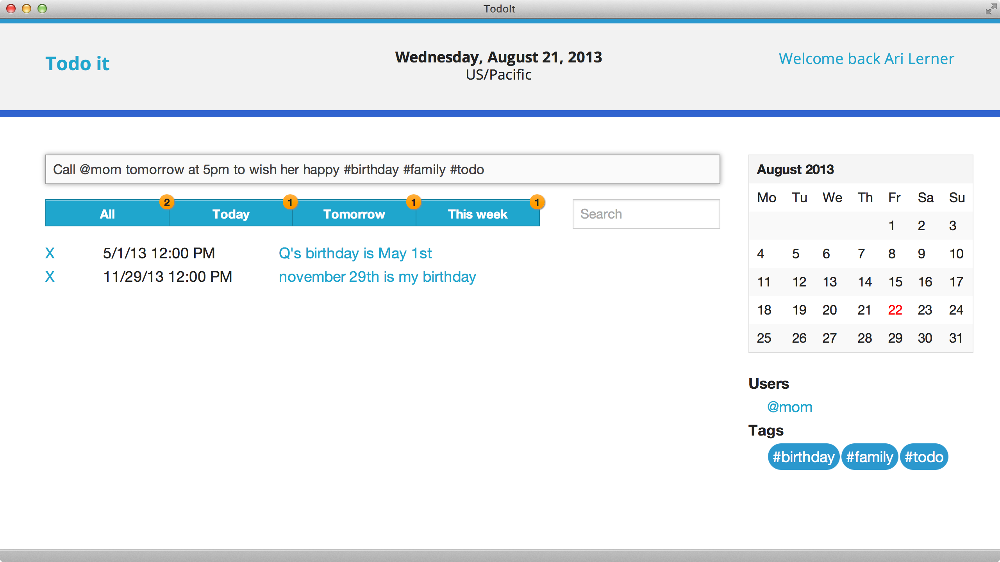 TodoIt
Todo it
Wednesday, August 21, 2013
US/Pacific
Welcome back Ari Lerner
Call @mom tomorrow at 5pm to wish her happy #birthday #family #todo
All 2 Today 1 Tomorrow 1 This week 1
Search
X 5/1/13 12:00 PM Q's birthday is May 1st
X 11/29/13 12:00 PM november 29th is my birthday
August 2013
Mo Tu We Th Fr Sa Su
1 2 3
4 5 6 7 8 9 10
11 12 13 14 15 16 17
18 19 20 21 22 23 24
25 26 27 28 29 30 31
Users
@mom
Tags
#birthday #family #todo